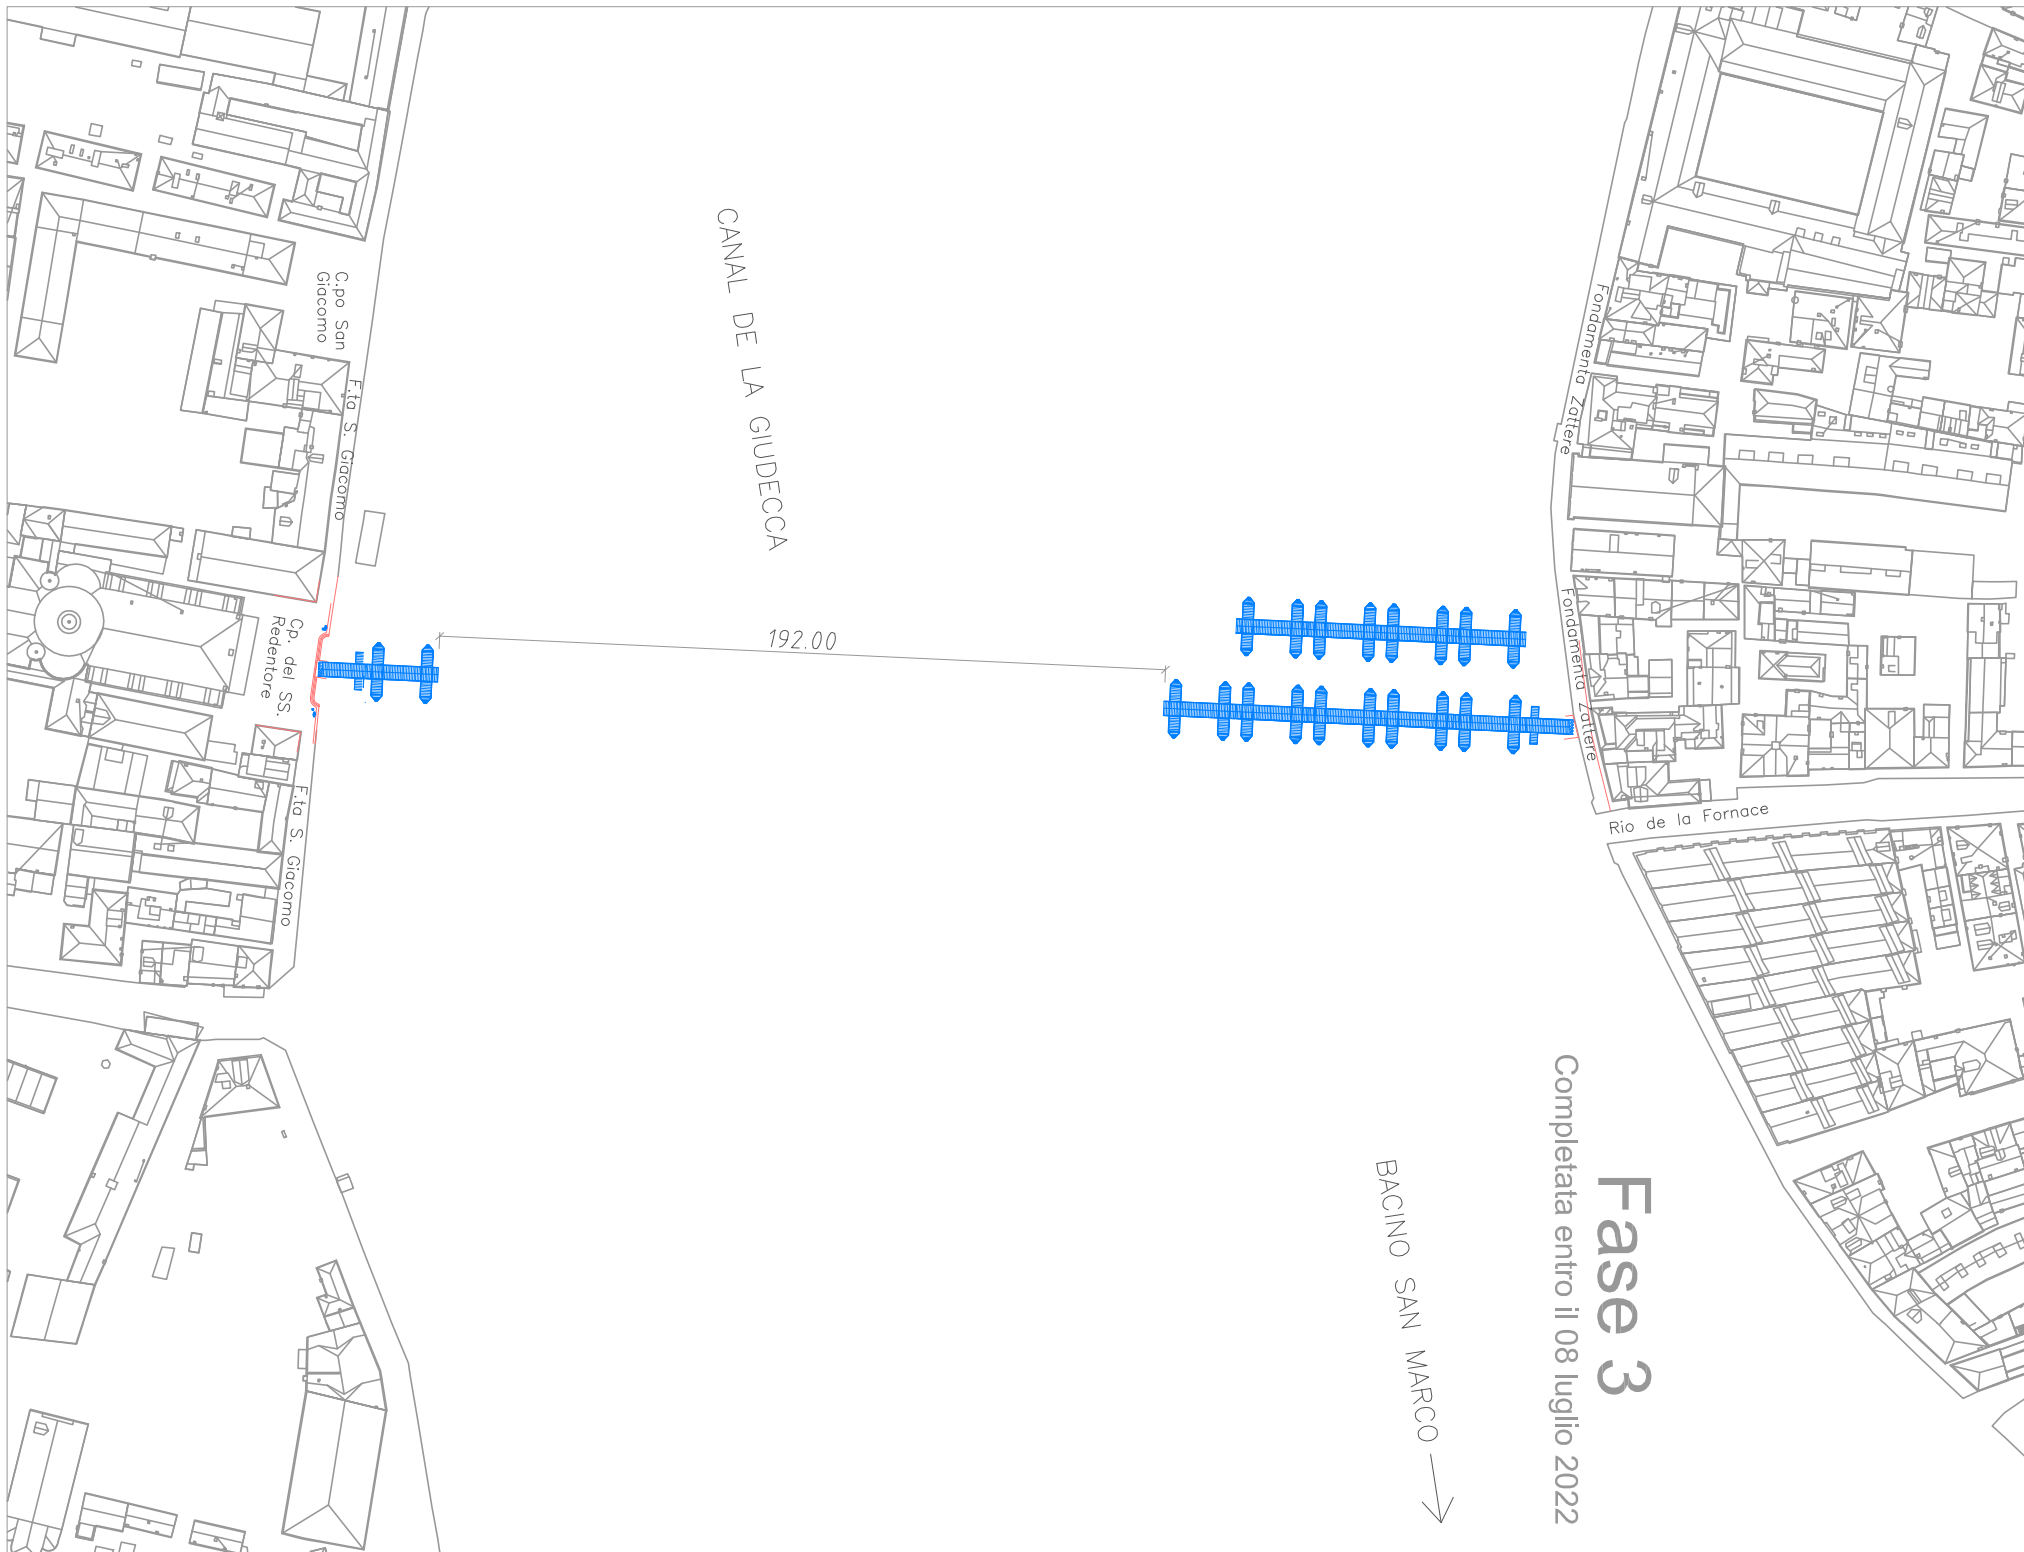 Fase 3
Completata entro il 08 luglio 2022
CANAL DE LA GIUDECCA
BACINO SAN MARCO
192.00
C.po San
Giacomo
F.ta S. Giacomo
Cp. del SS.
Redentore
F.ta S. Giacomo
Fondamenta Zattere
Fondamenta Zattere
Rio de la Fornace